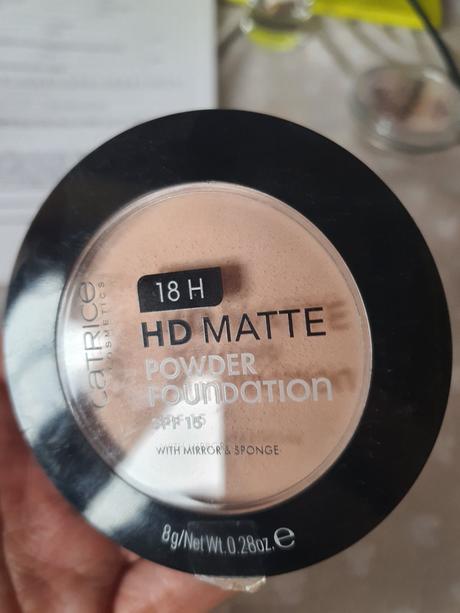 CATRICE
COSMETICS
18 H
HD MATTE
POWDER
FOUNDATION
SPF 15
WITH MIRROR & SPONGE
8g/Net Wt. 0.28oz. ℮